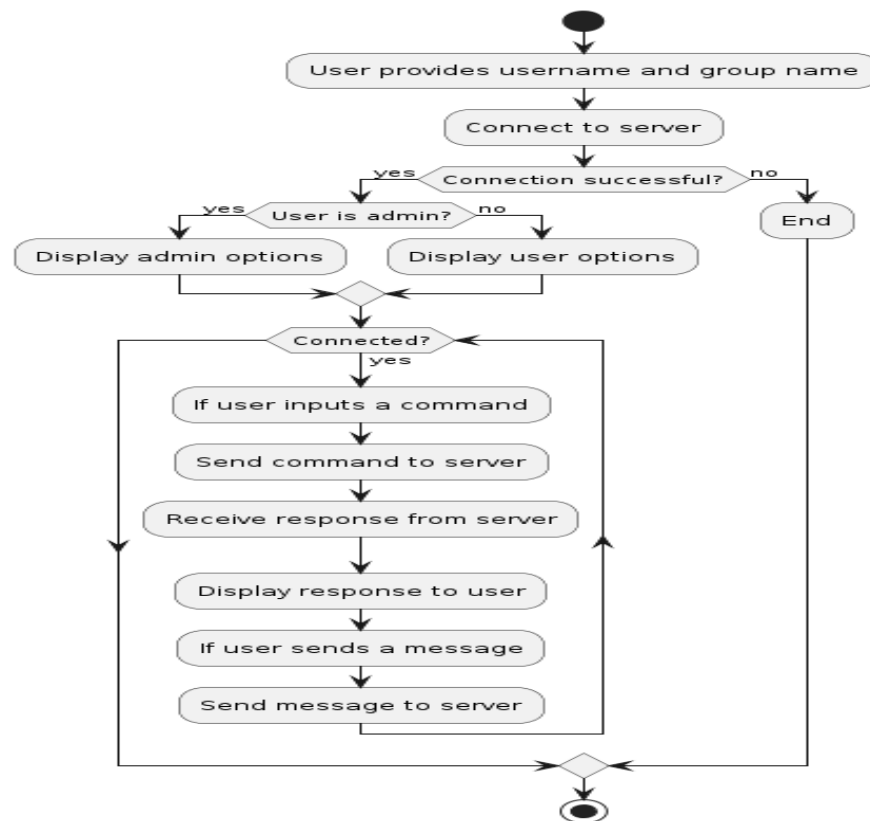 User provides username and group name
Connect to server
yes
Connection successful?
no
yes
User is admin?
no
End
Display admin options
Display user options
Connected?
yes
If user inputs a command
Send command to server
Receive response from server
Display response to user
If user sends a message
Send message to server